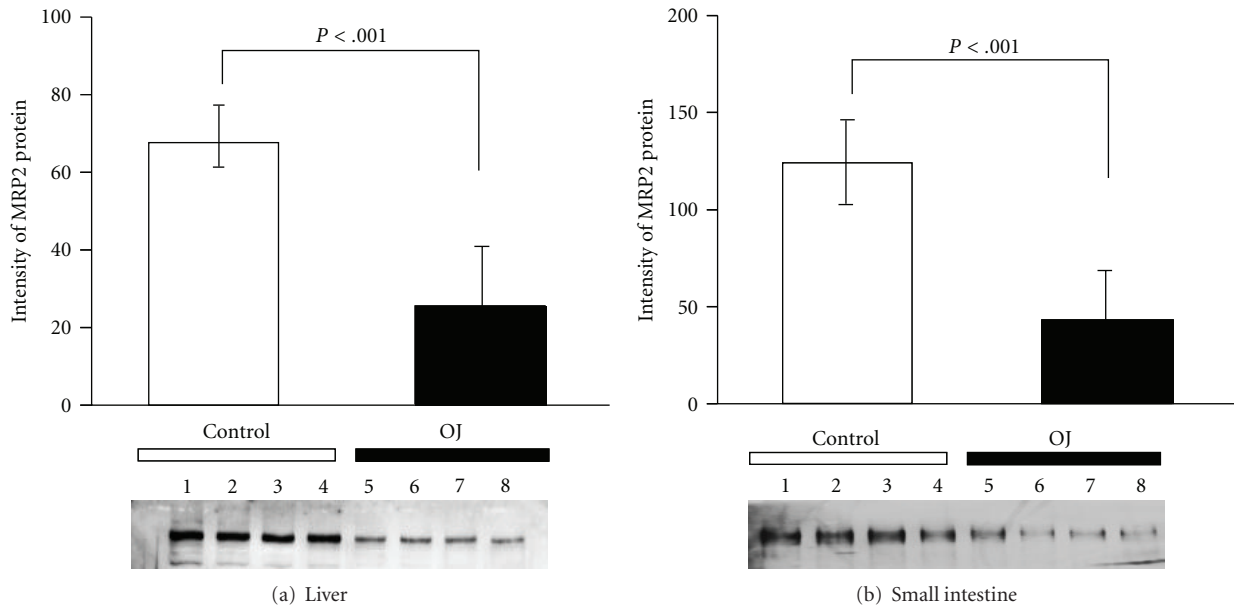 100
80
60
40
20
0
Intensity of MRP2 protein
P < .001
Control
OJ
1 2 3 4 5 6 7 8
(a) Liver
200
150
100
50
0
Intensity of MRP2 protein
P < .001
Control
OJ
1 2 3 4 5 6 7 8
(b) Small intestine